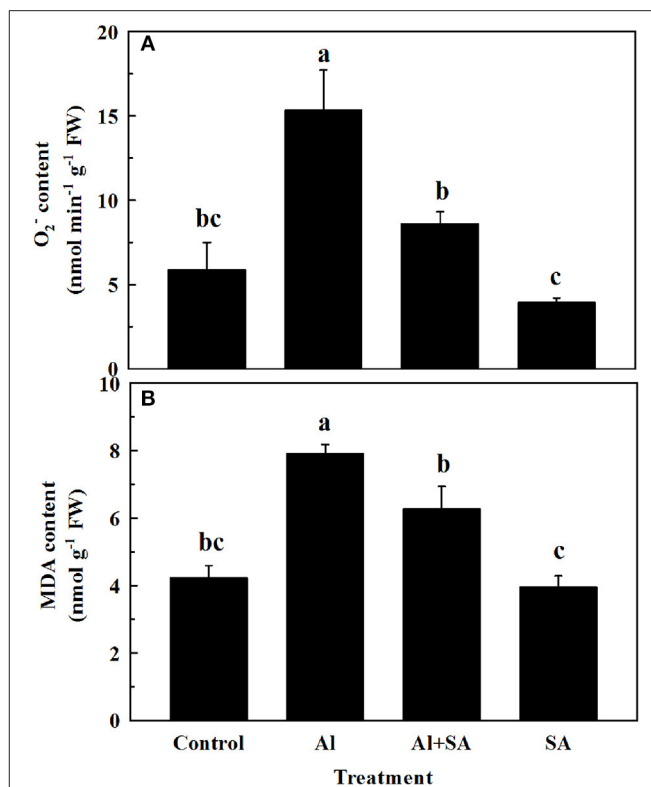 A
O₂⁻ content
(nmol min⁻¹ g⁻¹ FW)
20
15
10
5
0
bc
a
b
c
B
MDA content
(nmol g⁻¹ FW)
10
8
6
4
2
0
bc
a
b
c
Control Al Al+SA SA
Treatment